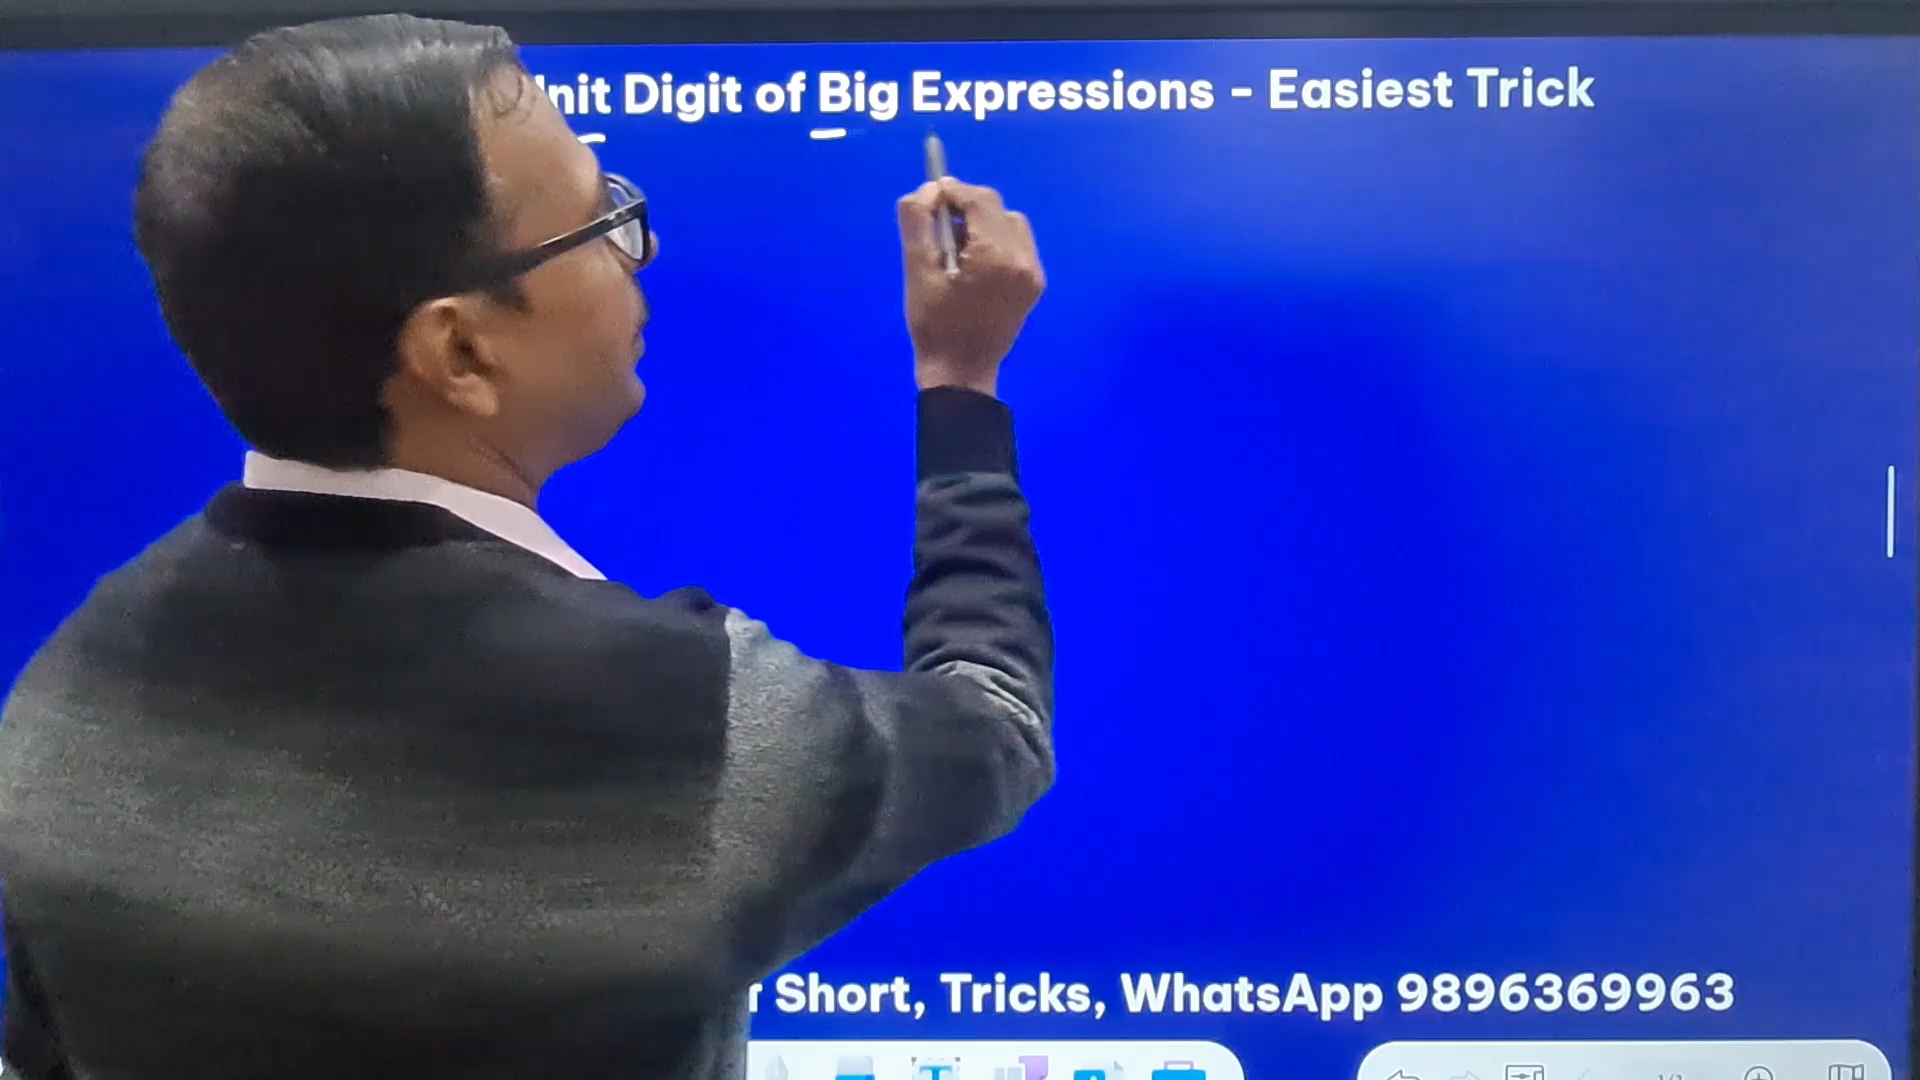 nit Digit of Big Expressions - Easiest Trick
Short, Tricks, WhatsApp 9896369963